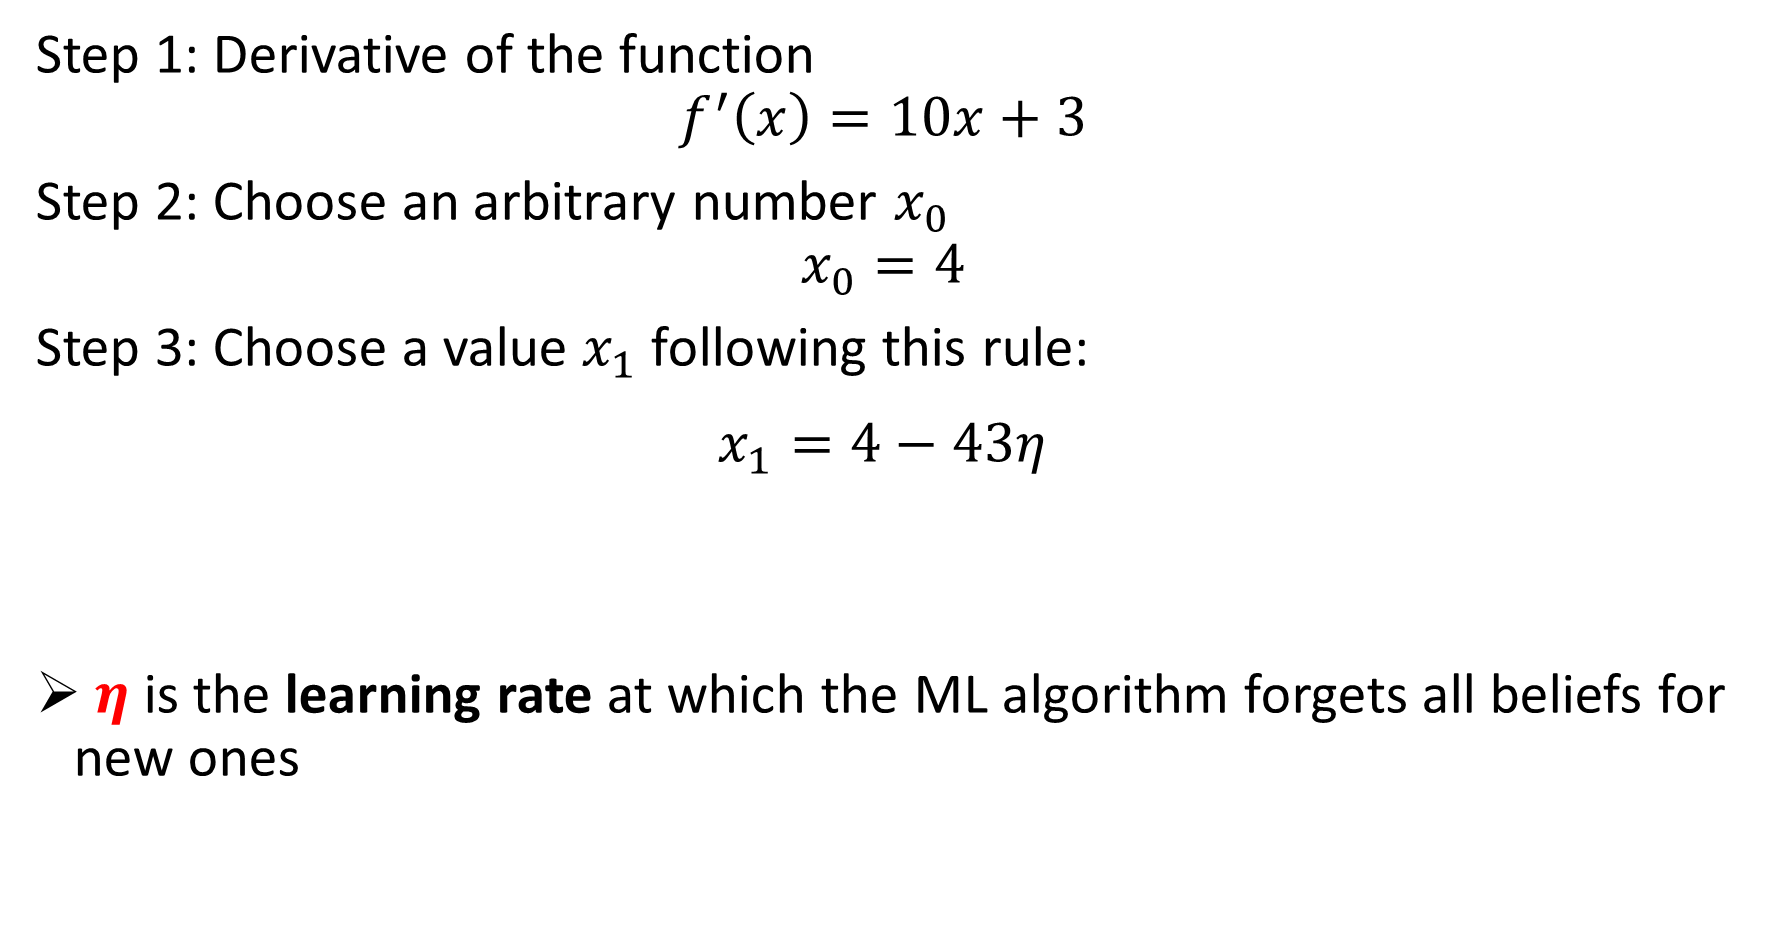 Step 1: Derivative of the function
f′(x) = 10x + 3
Step 2: Choose an arbitrary number x₀
x₀ = 4
Step 3: Choose a value x₁ following this rule:
x₁ = 4 − 43η
➢ η is the learning rate at which the ML algorithm forgets all beliefs for
new ones